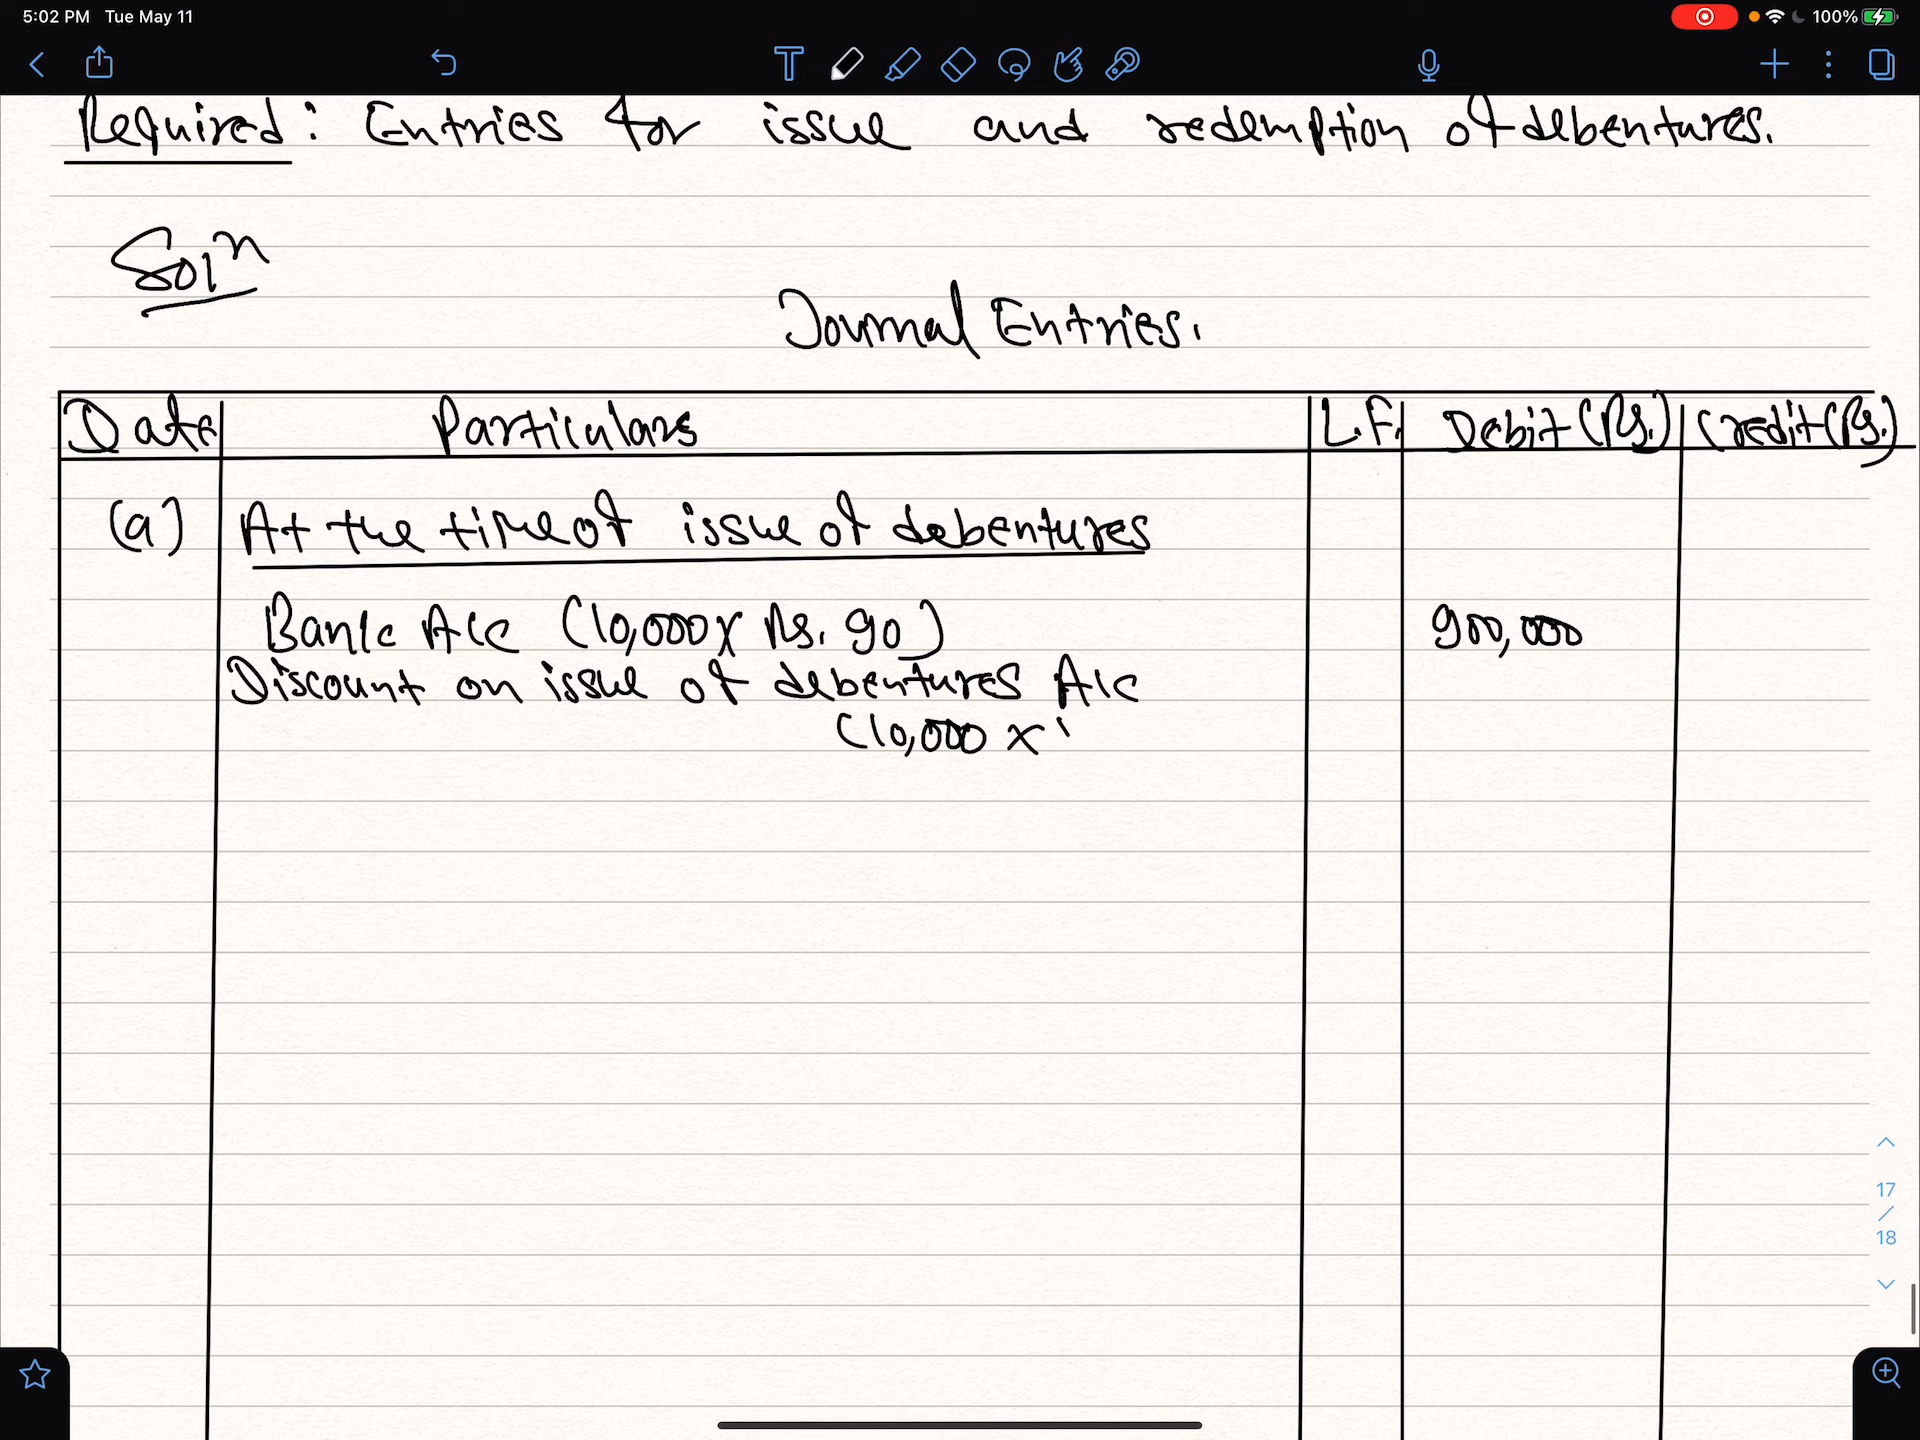 5:02 PM Tue May 11
100%
Required: Entries for issue and redemption of debentures.
Solⁿ
Journal Entries.
Date Particulars L.F. Debit (Rs.) Credit (Rs.)
(a) At the time of issue of debentures
Bank A/c (10,000 x Rs. 90) 900,000
Discount on issue of debentures A/c
(10,000 x
17
/
18